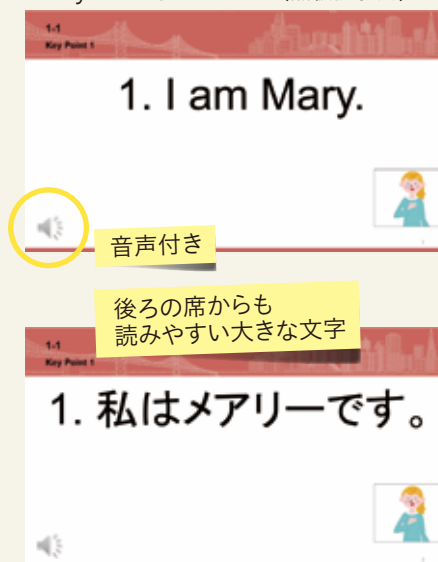 1-1
Key Point 1
1. I am Mary.
音声付き
後ろの席からも
読みやすい大きな文字
1-1
Key Point 1
1. 私はメアリーです。